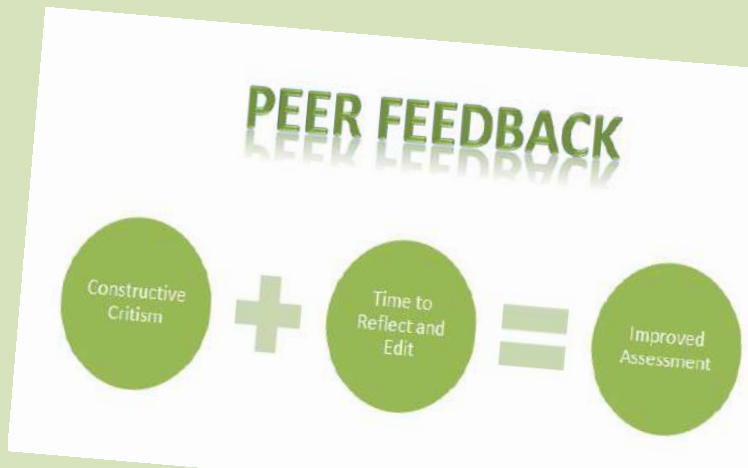 PEER FEEDBACK
Constructive
Critism
Time to
Reflect and
Edit
Improved
Assessment